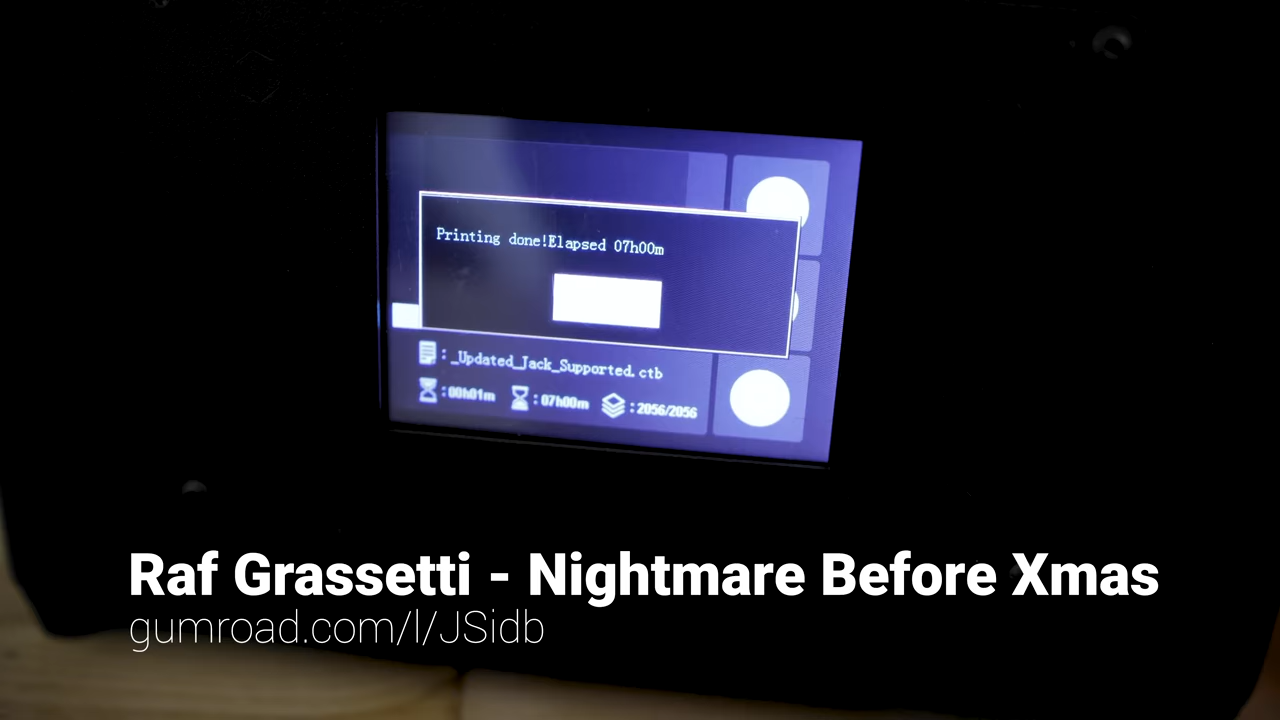 Printing done!Elapsed 07h00m
:_Updated_Jack_Supported.ctb
:00h01m :07h00m :2056/2056
Raf Grassetti - Nightmare Before Xmas
gumroad.com/l/JSidb